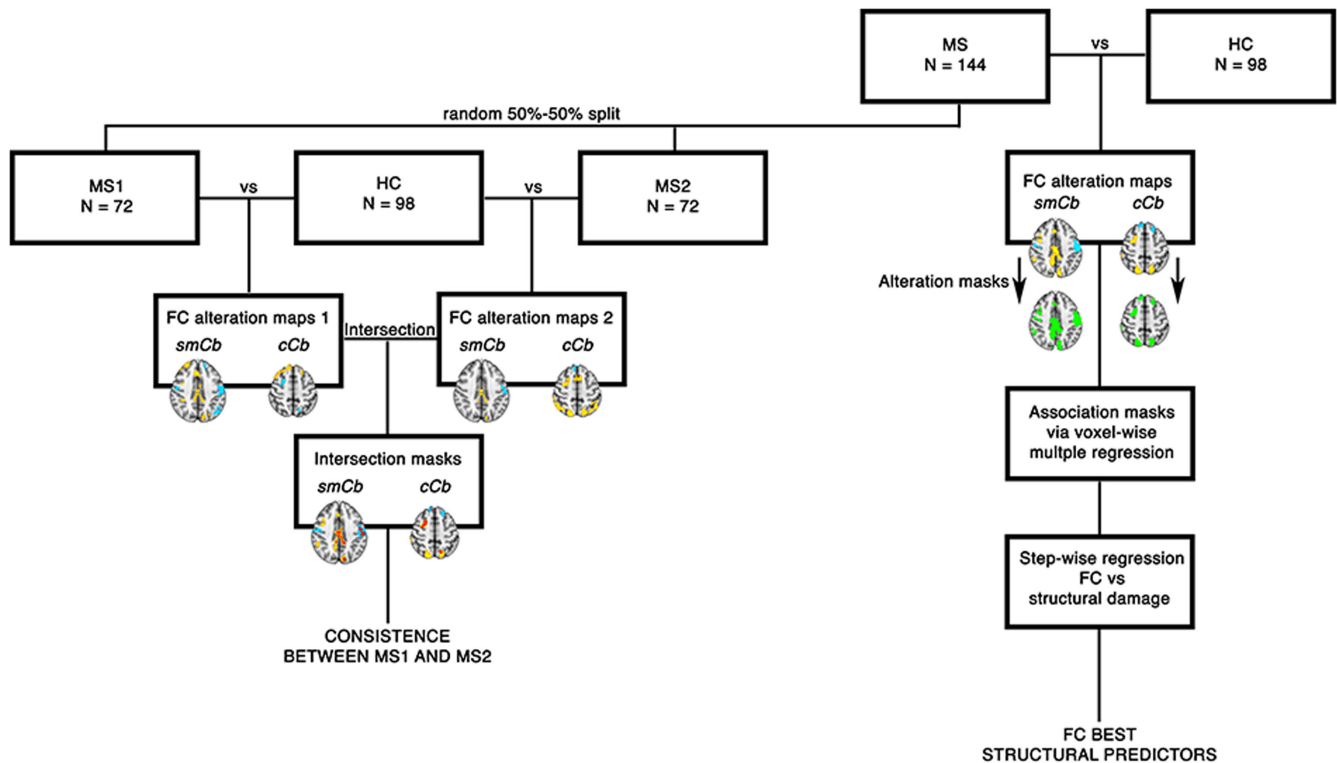 MS
N = 144
vs
HC
N = 98
random 50%-50% split
MS1
N = 72
vs
HC
N = 98
vs
MS2
N = 72
FC alteration maps
smCb cCb
Alteration masks
FC alteration maps 1
smCb cCb
Intersection
FC alteration maps 2
smCb cCb
Association masks
via voxel-wise
multple regression
Intersection masks
smCb cCb
Step-wise regression
FC vs
structural damage
CONSISTENCE
BETWEEN MS1 AND MS2
FC BEST
STRUCTURAL PREDICTORS